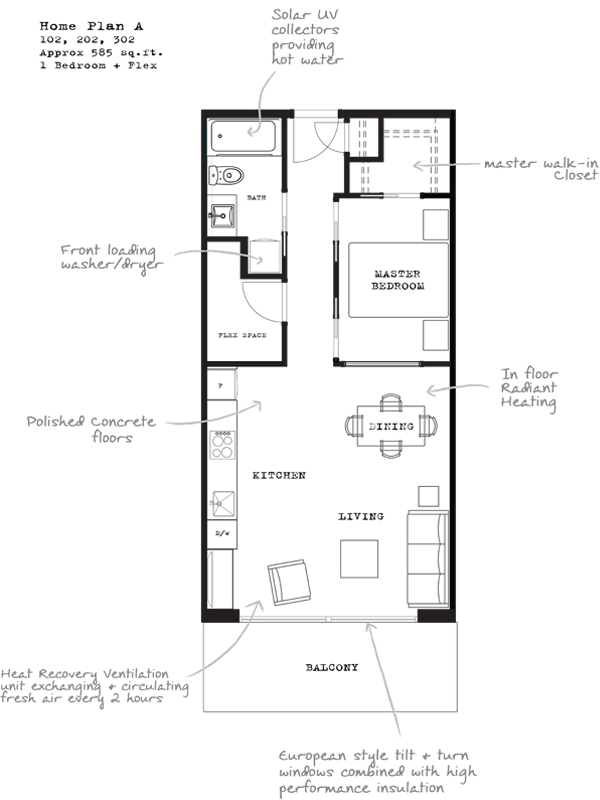 Home Plan A
102, 202, 302
Approx 585 sq.ft.
1 Bedroom + Flex
Solar UV
collectors
providing
hot water
master walk-in
closet
BATH
Front loading
washer/dryer
MASTER
BEDROOM
FLEX SPACE
In floor
Radiant
Heating
F
Polished Concrete
floors
DINING
KITCHEN
LIVING
D/W
Heat Recovery Ventilation
unit exchanging + circulating
fresh air every 2 hours
BALCONY
European style tilt + turn
windows combined with high
performance insulation